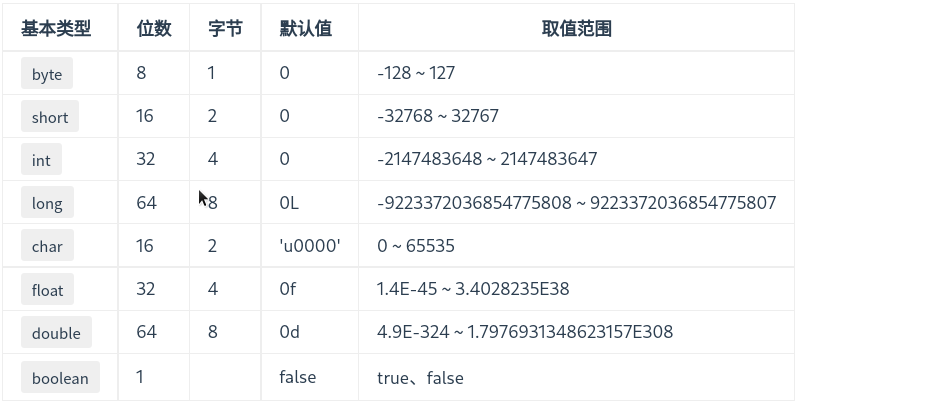 基本类型 位数 字节 默认值 取值范围
byte 8 1 0 -128 ~ 127
short 16 2 0 -32768 ~ 32767
int 32 4 0 -2147483648 ~ 2147483647
long 64 8 0L -9223372036854775808 ~ 9223372036854775807
char 16 2 'u0000' 0 ~ 65535
float 32 4 0f 1.4E-45 ~ 3.4028235E38
double 64 8 0d 4.9E-324 ~ 1.7976931348623157E308
boolean 1 false true、false